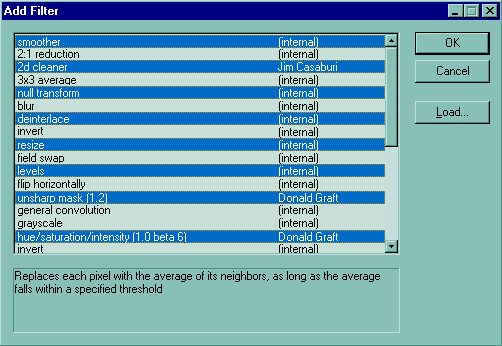 Add Filter
smoother (internal)
2:1 reduction (internal)
2d cleaner Jim Casaburi
3x3 average (internal)
null transform (internal)
blur (internal)
deinterlace (internal)
invert (internal)
resize (internal)
field swap (internal)
levels (internal)
flip horizontally (internal)
unsharp mask (1.2) Donald Graft
general convolution (internal)
grayscale (internal)
hue/saturation/intensity (1.0 beta 6) Donald Graft
invert (internal)
OK
Cancel
Load...
Replaces each pixel with the average of its neighbors, as long as the average
falls within a specified threshold